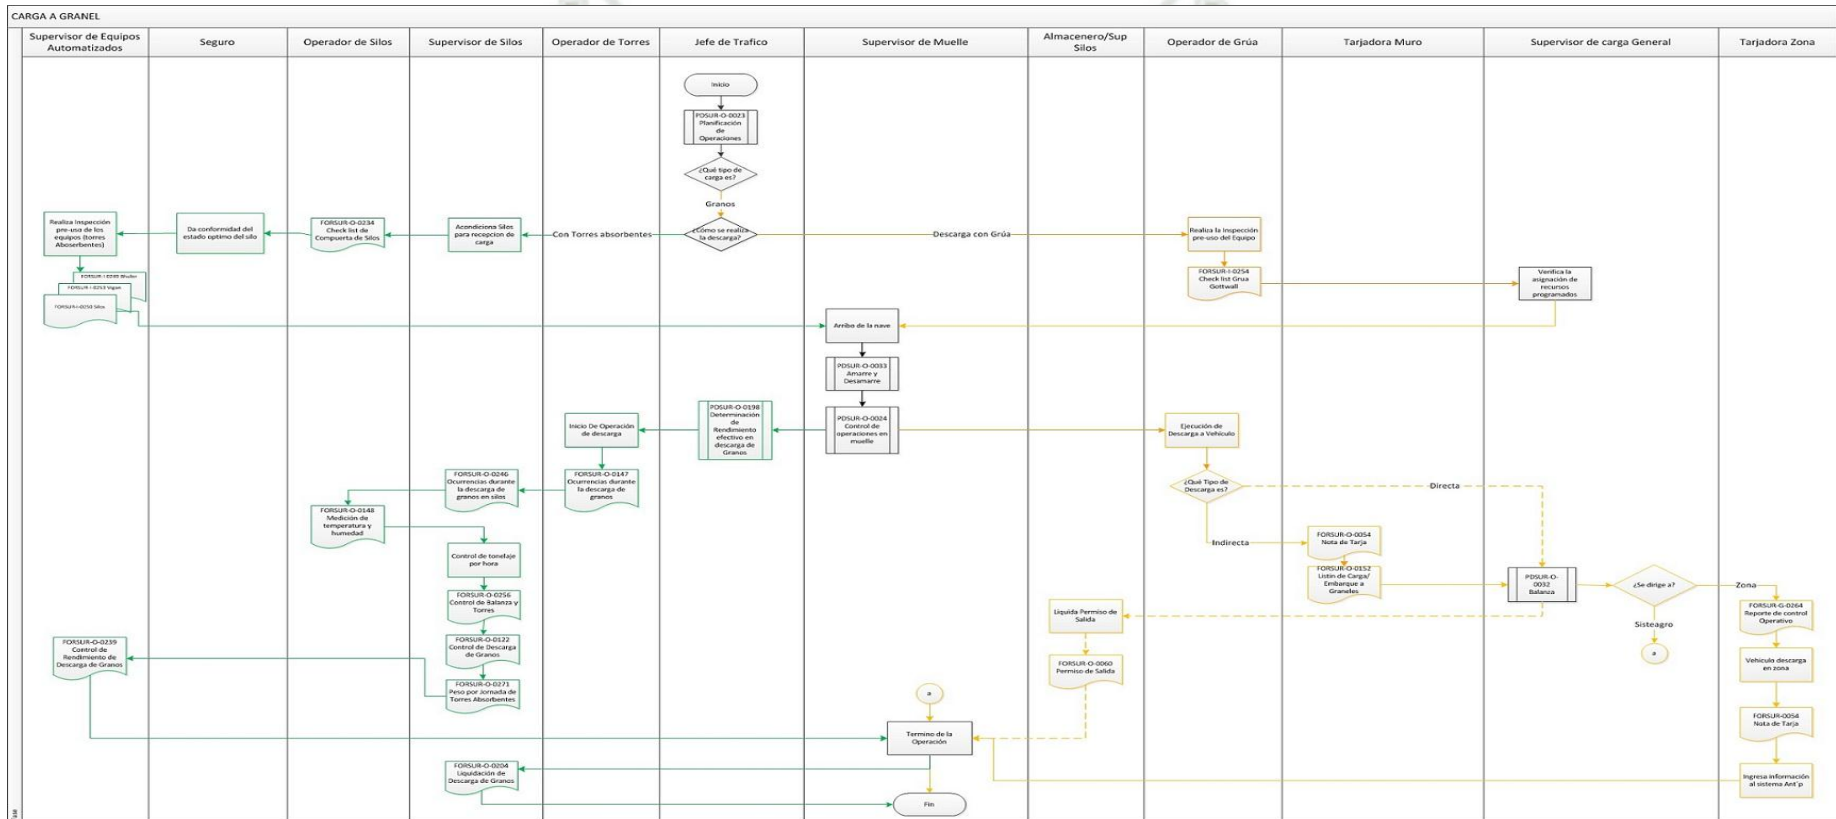 CARGA A GRANEL
Supervisor de Equipos
Automatizados
Seguro
Operador de Silos
Supervisor de Silos
Operador de Torres
Jefe de Trafico
Supervisor de Muelle
Almacenero/Sup
Silos
Operador de Grúa
Tarjadora Muro
Supervisor de carga General
Tarjadora Zona
Inicio
PDSUR-O-0023
Planificación
de
Operaciones
¿Qué tipo de
carga es?
Granos
¿Cómo se realiza
la descarga?
Con Torres absorbentes
Descarga con Grúa
Acondiciona Silos
para recepcion de
carga
FORSUR-O-0234
Check list de
Compuerta de Silos
Da conformidad del
estado optimo del silo
Realiza Inspección
pre-uso de los
equipos (torres
Aboserbentes)
FORSUR-I-0253 Vigan
FORSUR-I-0253 Silos
Realiza la Inspección
pre-uso del Equipo
FORSUR-I-0254
Check list Grua
Gottwall
Verifica la
asignación de
recursos
programados
Arribo de la nave
PDSUR-O-0033
Amarre y
Desamarre
PDSUR-O-0024
Control de
operaciones en
muelle
PDSUR-O-0198
Determinación
de
Rendimiento
efectivo en
descarga de
Granos
Inicio De Operación
de descarga
FORSUR-O-0147
Ocurrencias durante
la descarga de
granos
FORSUR-O-0246
Ocurrencias durante
la descarga de
granos en silos
FORSUR-O-0148
Medición de
temperatura y
humedad
Control de tonelaje
por hora
FORSUR-O-0256
Control de Balanza y
Torres
FORSUR-O-0122
Control de Descarga
de Granos
FORSUR-O-0271
Peso por Jornada de
Torres Absorbentes
FORSUR-O-0239
Control de
Rendimiento de
Descarga de Granos
Ejecución de
Descarga a Vehículo
¿Qué Tipo de
Descarga es?
Directa
Indirecta
FORSUR-O-0054
Nota de Tarja
FORSUR-O-0152
Listin de Carga/
Embarque a
Graneles
PDSUR-O-
0032
Balanza
¿Se dirige a?
Zona
Sisteagro
a
FORSUR-G-0264
Reporte de control
Operativo
Vehiculo descarga
en zona
FORSUR-0054
Nota de Tarja
Ingresa información
al sistema Ant´p
Liquida Permiso de
Salida
FORSUR-O-0060
Permiso de Salida
a
Termino de la
Operación
FORSUR-O-0204
Liquidación de
Descarga de Granos
Fin